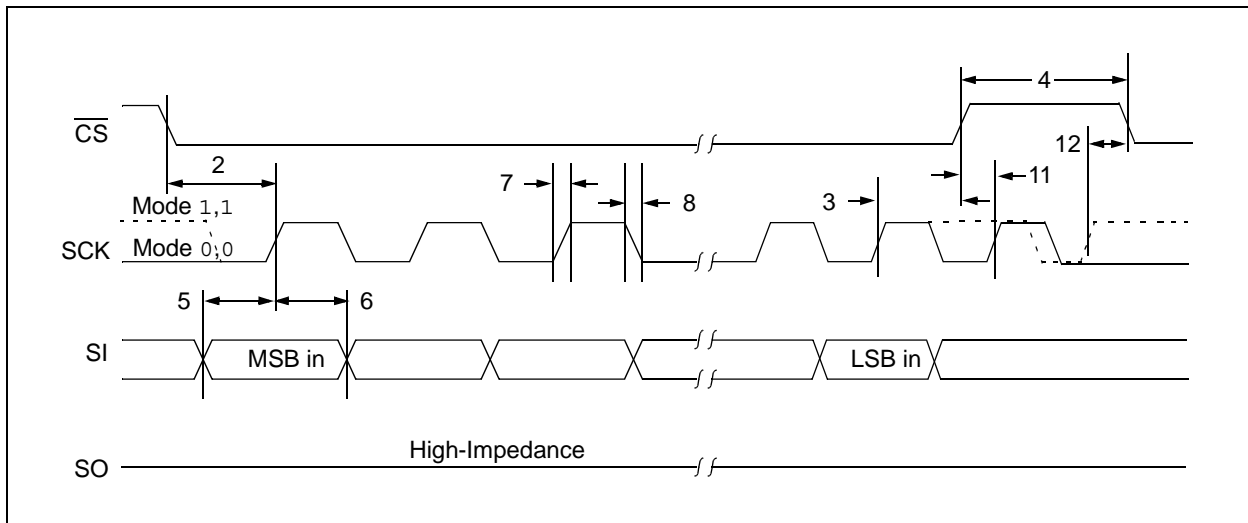 4
CS
12
2
7
8
3
11
Mode 1,1
SCK
Mode 0,0
5
6
SI
MSB in
LSB in
High-Impedance
SO